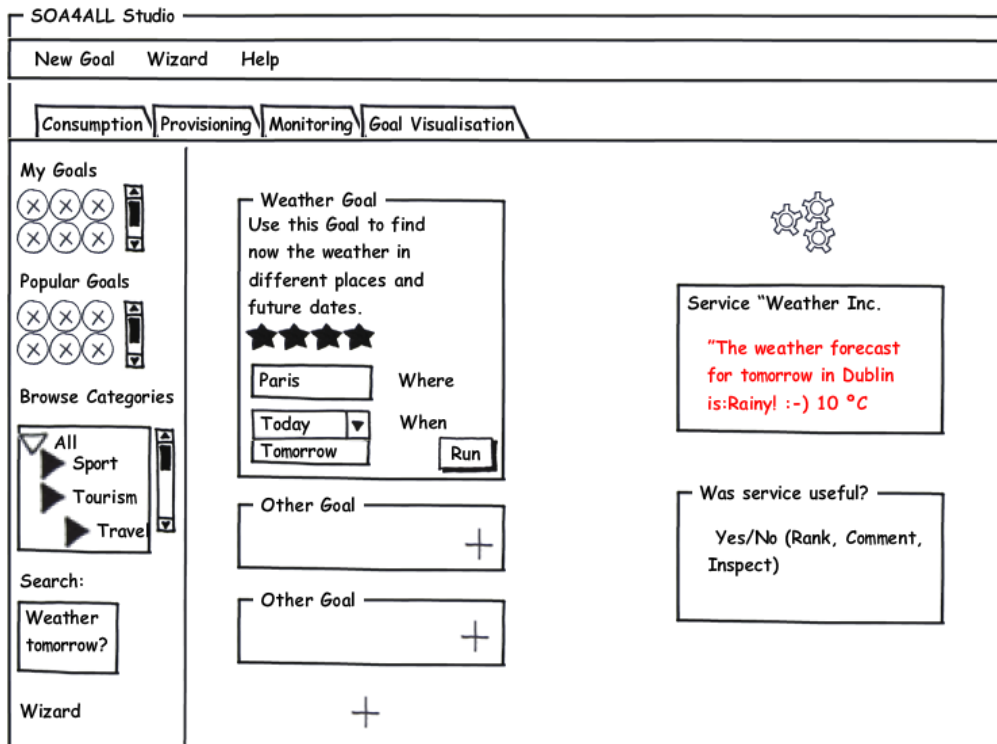 SOA4ALL Studio
New Goal Wizard Help
Consumption Provisioning Monitoring Goal Visualisation
My Goals
Popular Goals
Browse Categories
All
Sport
Tourism
Travel
Search:
Weather
tomorrow?
Wizard
Weather Goal
Use this Goal to find
now the weather in
different places and
future dates.
Paris Where
Today When
Tomorrow
Run
Other Goal
Other Goal
Service “Weather Inc.
”The weather forecast
for tomorrow in Dublin
is:Rainy! :-) 10 ºC
Was service useful?
Yes/No (Rank, Comment,
Inspect)